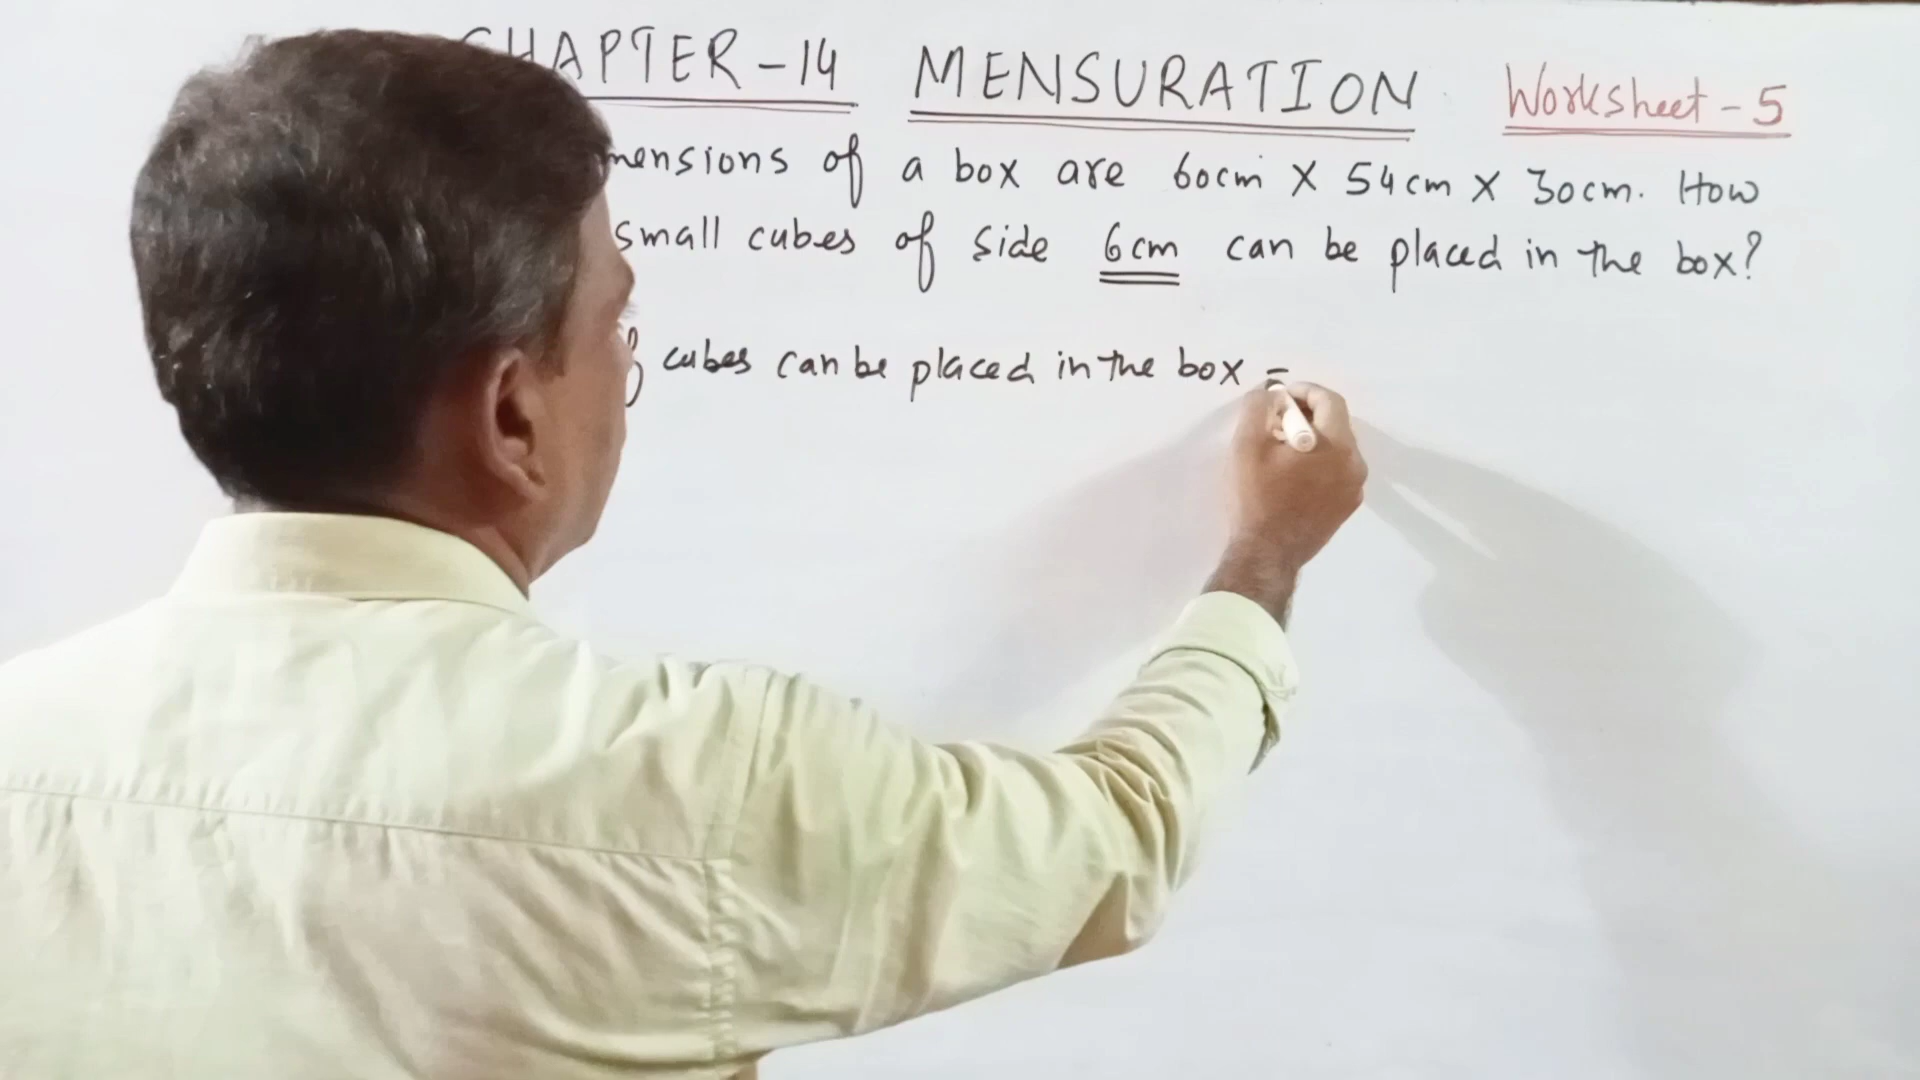 CHAPTER-14 MENSURATION Worksheet-5
mensions of a box are 60cm X 54cm X 30cm. How
small cubes of side 6cm can be placed in the box?
cubes can be placed in the box =